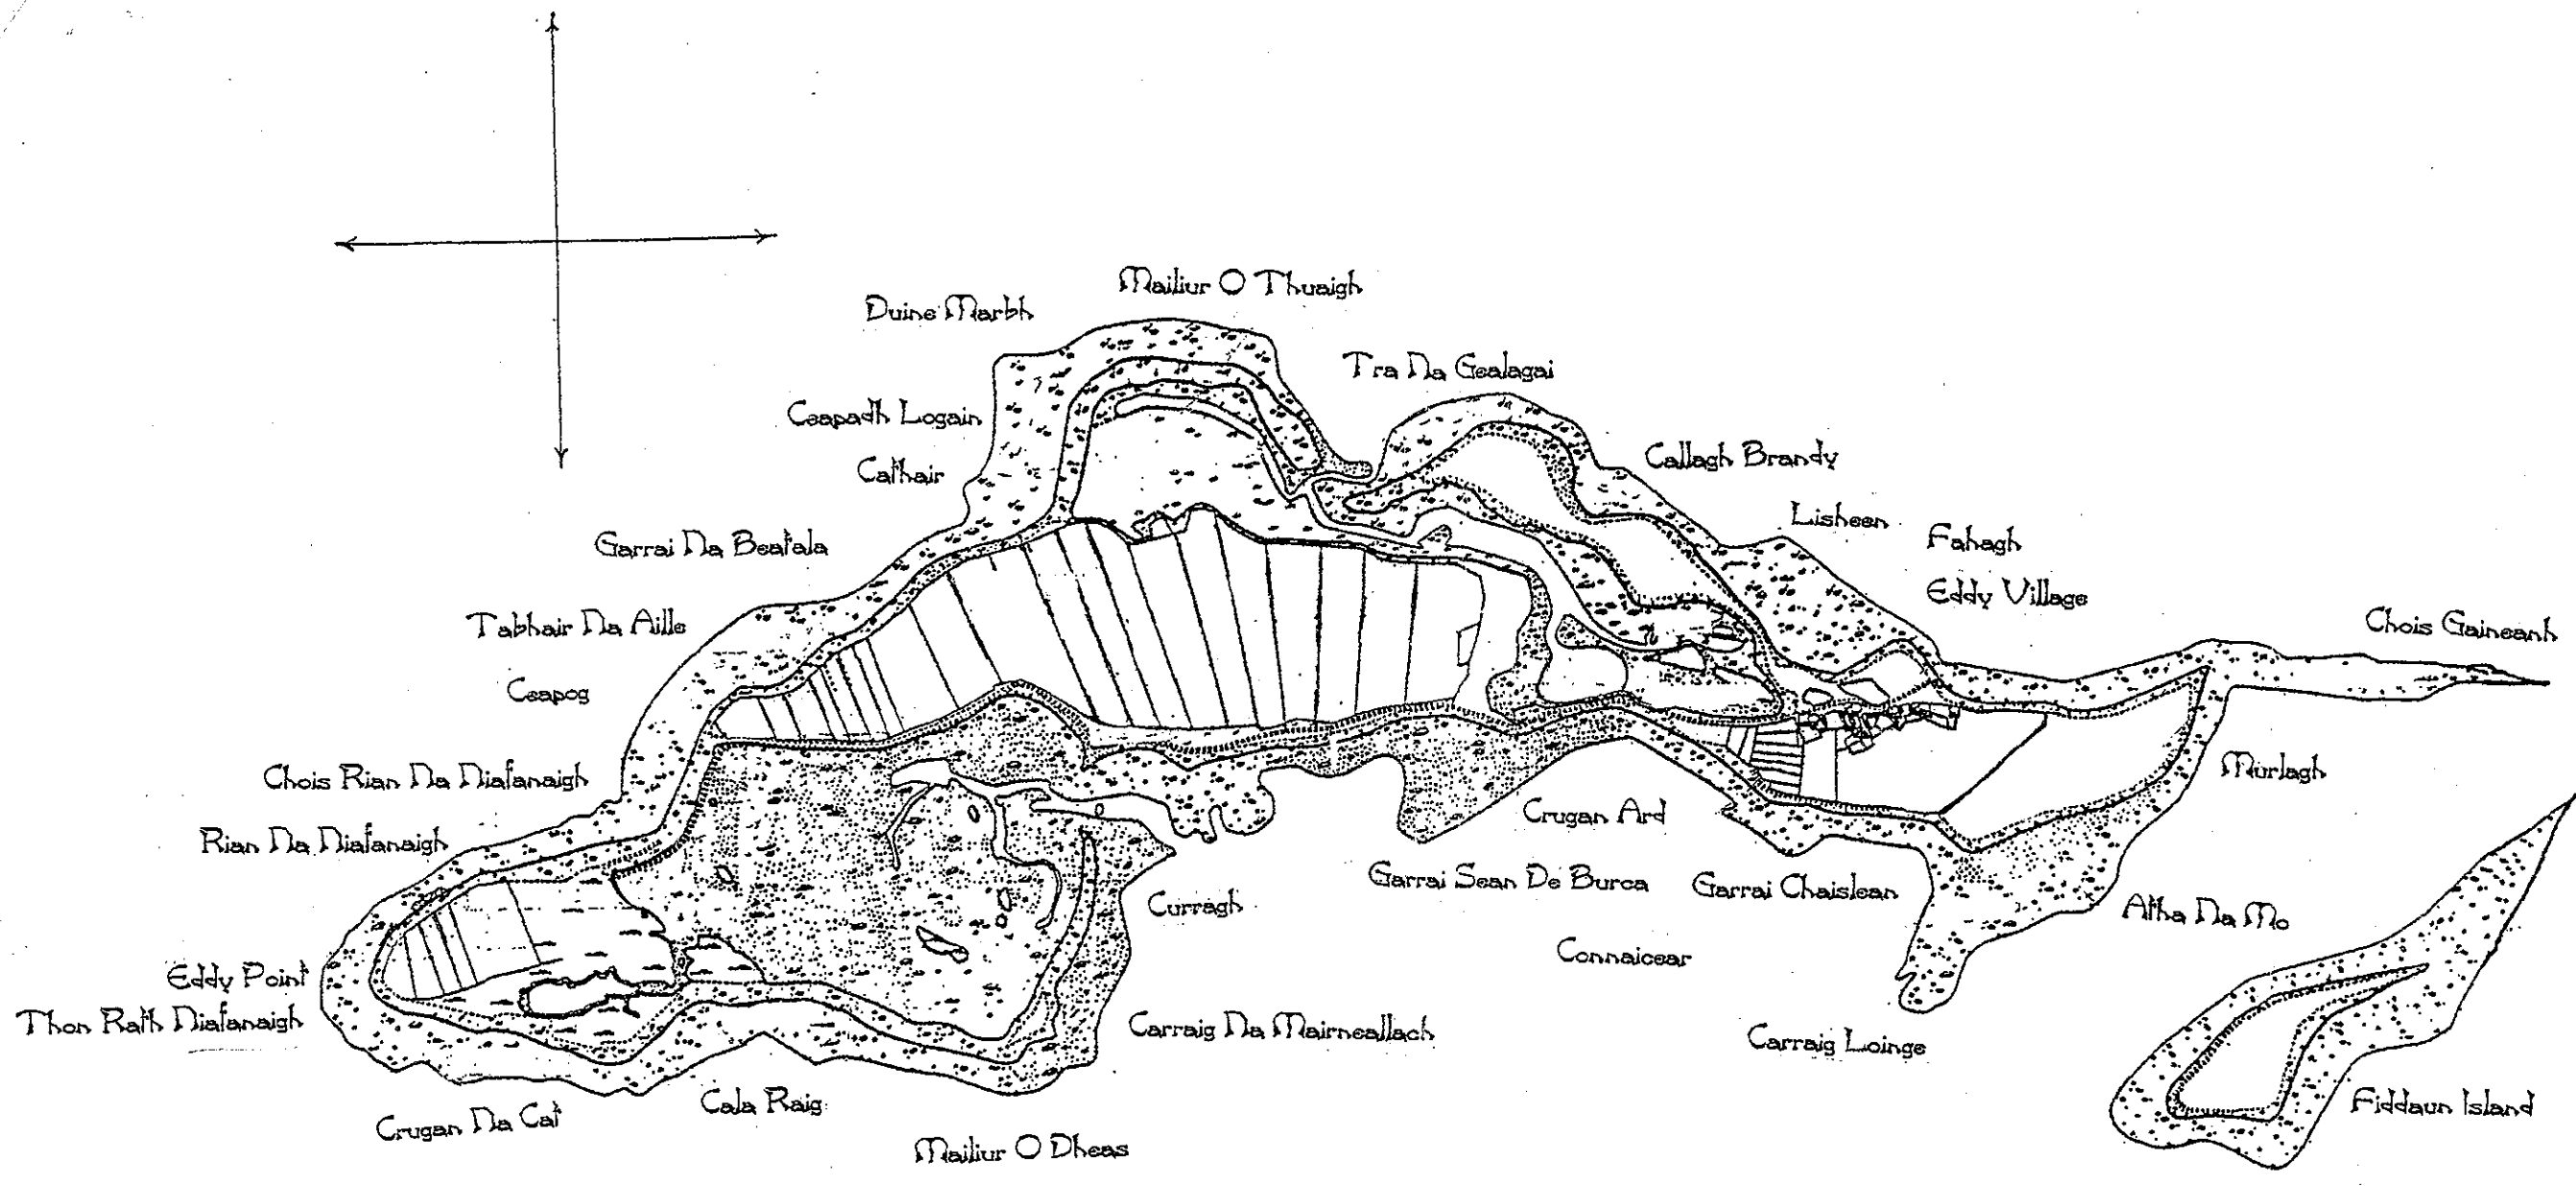 Mailiur O Thuaigh
Duine Marbh
Tra Na Gealagai
Ceapadh Logain
Callagh Brandy
Cathair
Lisheen
Fahagh
Garrai Na Beatala
Eddy Village
Tabhair Na Aille
Chois Gaineanh
Ceapog
Chois Rian Na Niafanaigh
Murlagh
Rian Na Niafanaigh
Crugan Ard
Garrai Sean De Burca
Garrai Chaislean
Curragh
Atha Na Mo
Connaicear
Eddy Point
Thon Rath Niafanaigh
Carraig Na Mairneallach
Carraig Loinge
Crugan Na Cat
Cala Raig
Fiddaun Island
Mailiur O Dheas